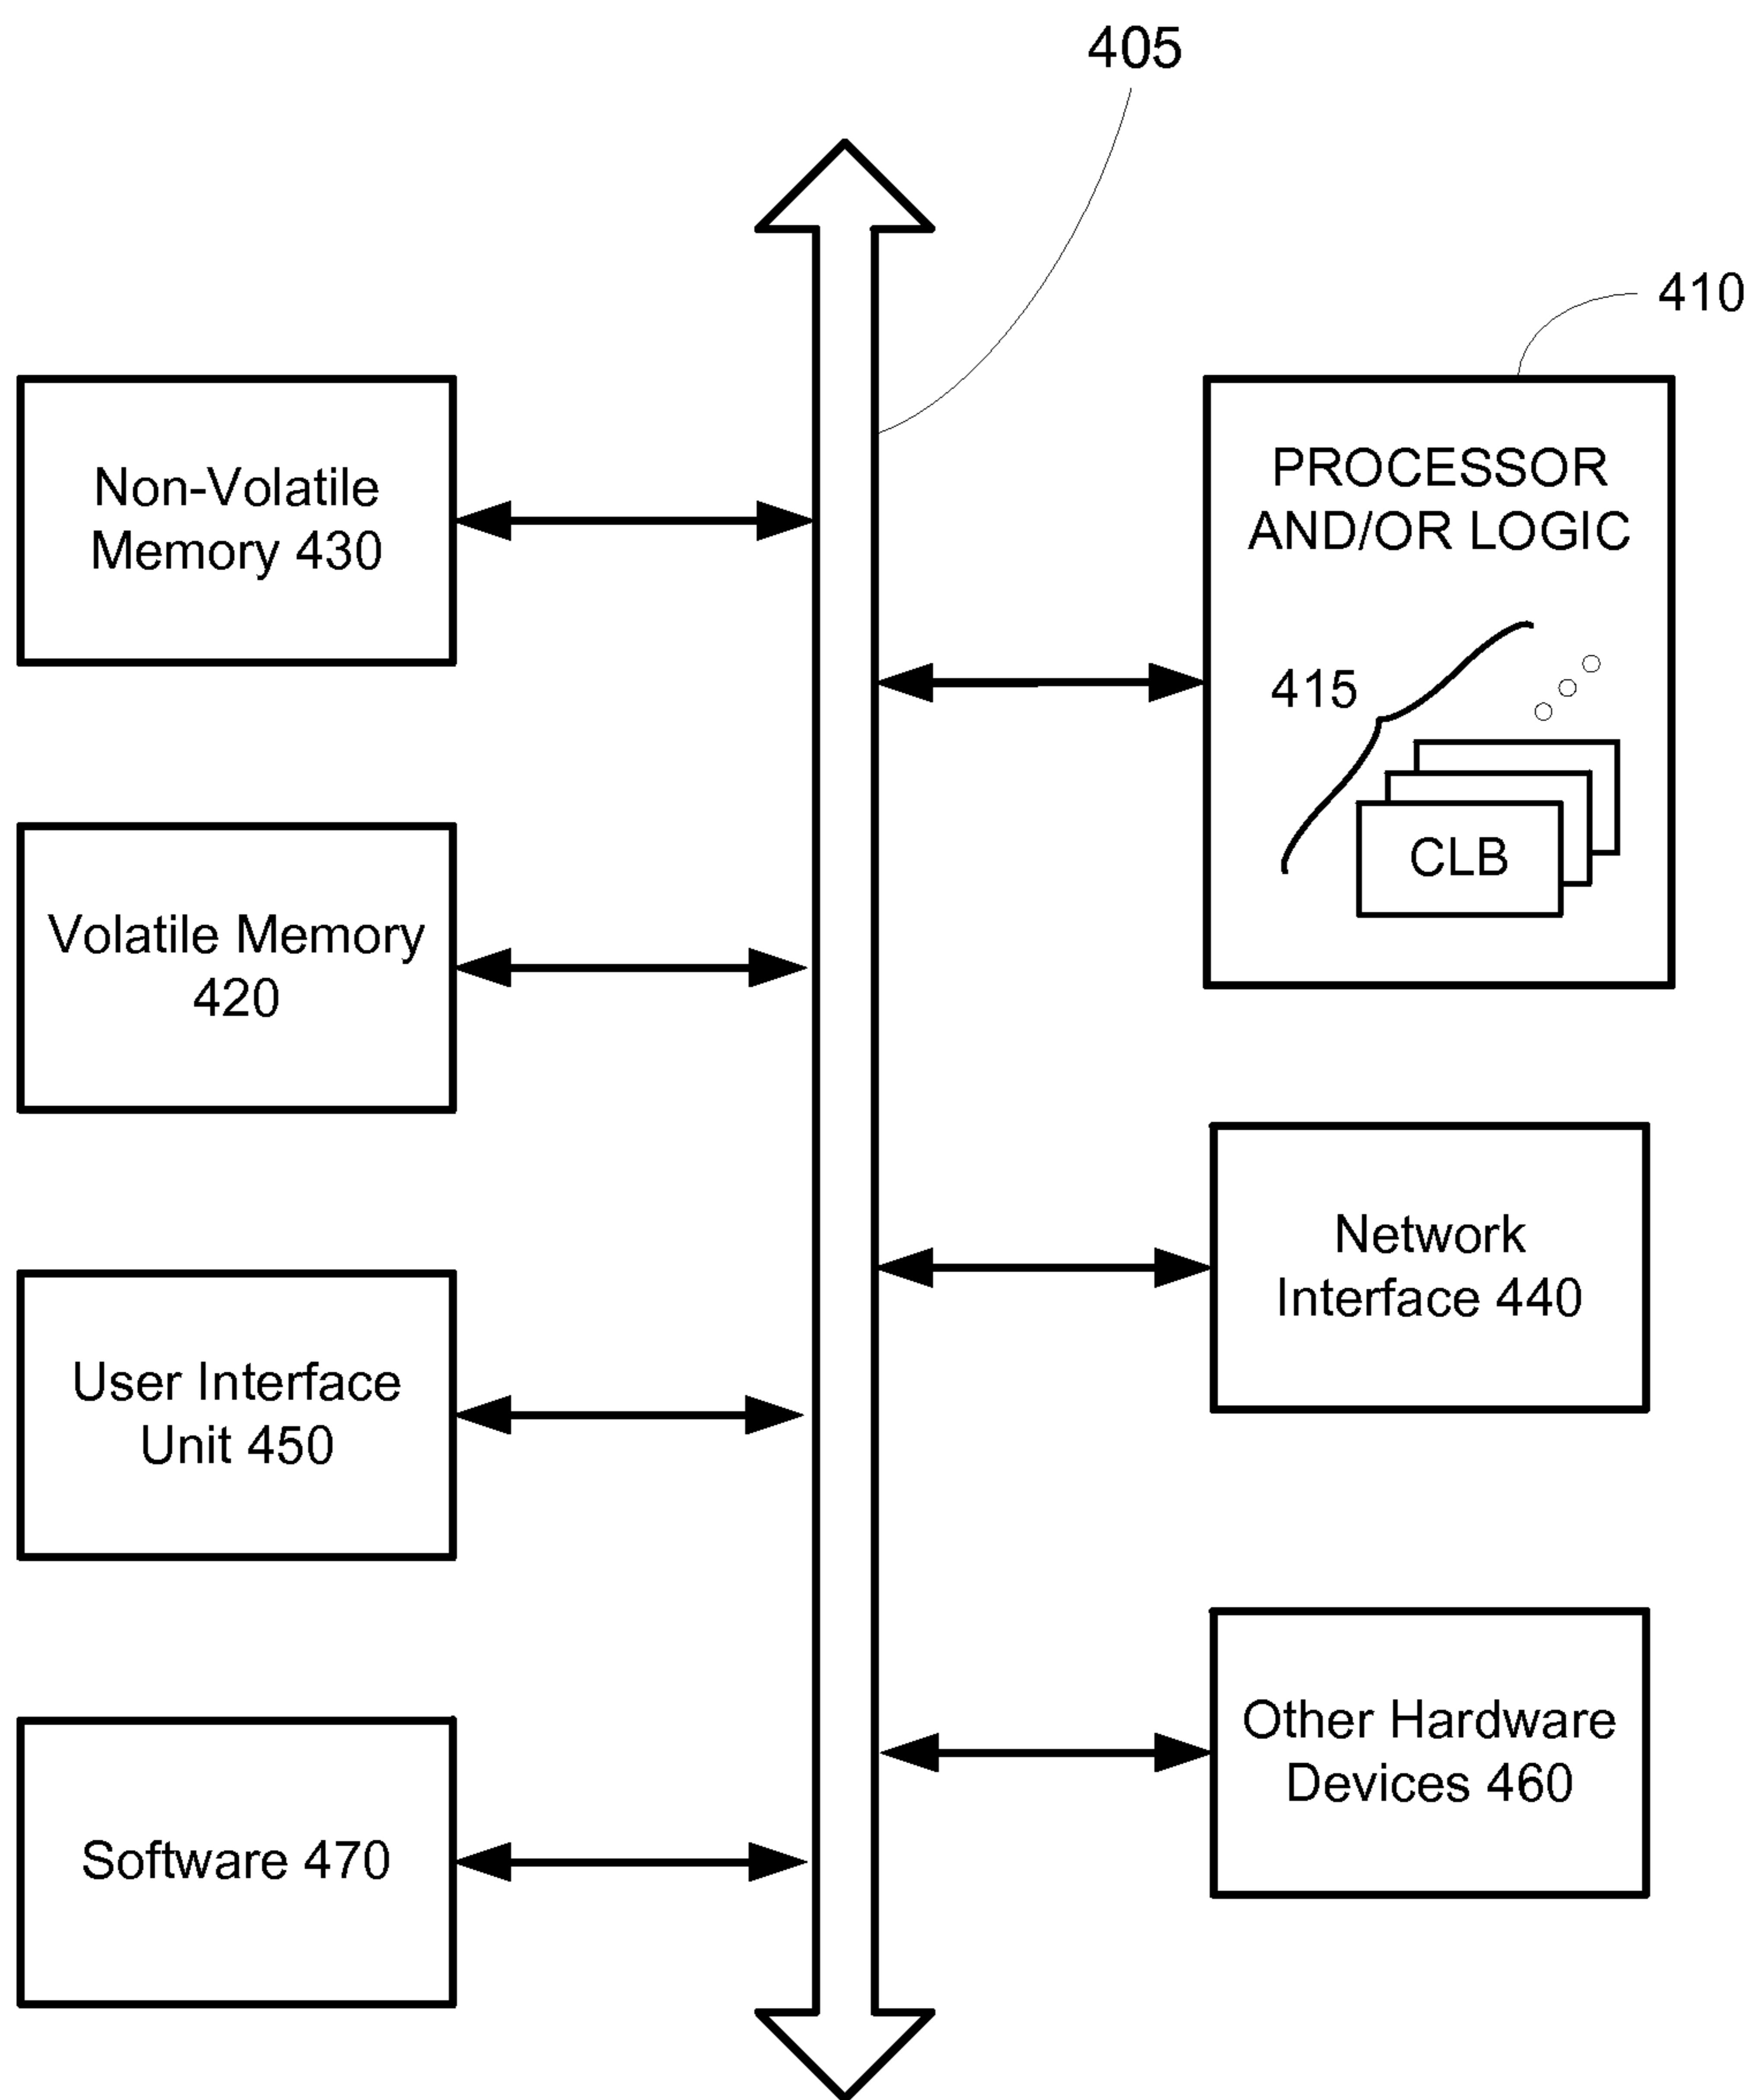 405
410
Non-Volatile
Memory 430
PROCESSOR
AND/OR LOGIC
415
CLB
Volatile Memory
420
Network
Interface 440
User Interface
Unit 450
Other Hardware
Devices 460
Software 470